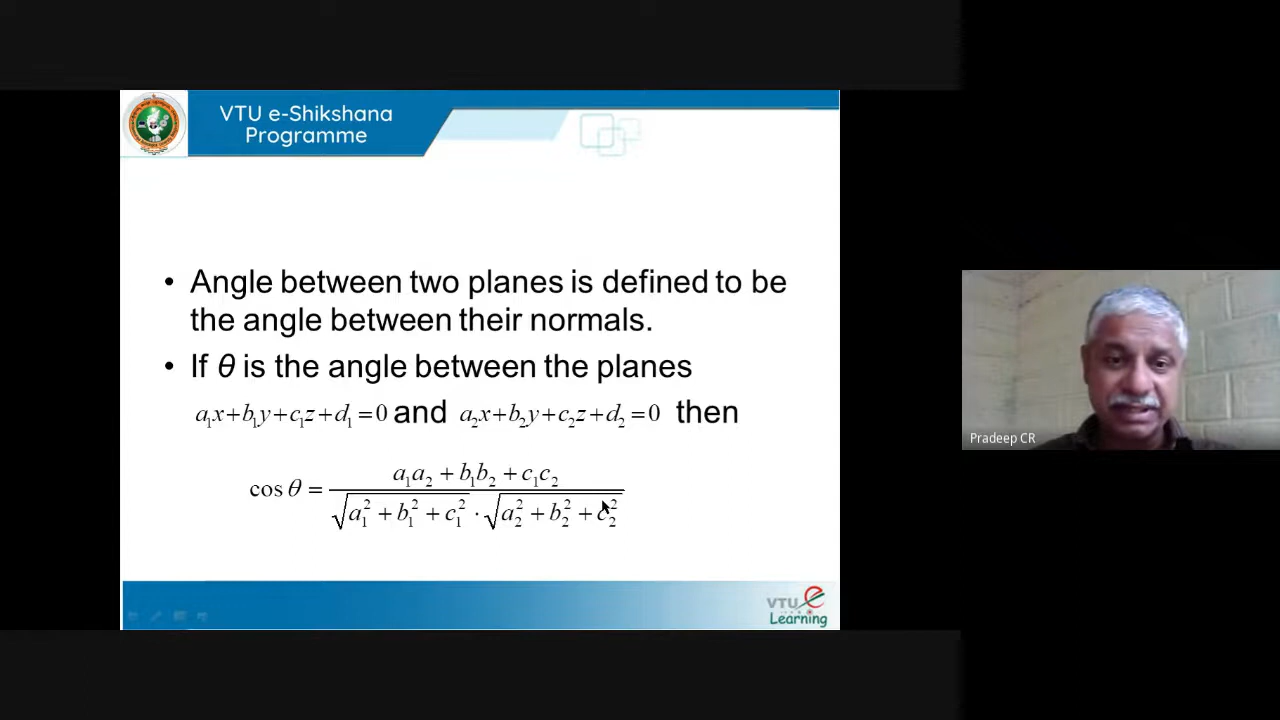 VTU e-Shikshana
Programme
• Angle between two planes is defined to be
the angle between their normals.
• If θ is the angle between the planes
a₁x+b₁y+c₁z+d₁=0 and a₂x+b₂y+c₂z+d₂=0 then
cos θ = (a₁a₂ + b₁b₂ + c₁c₂) / (√(a₁² + b₁² + c₁²) · √(a₂² + b₂² + c₂²))
Pradeep CR
VTU e
Learning